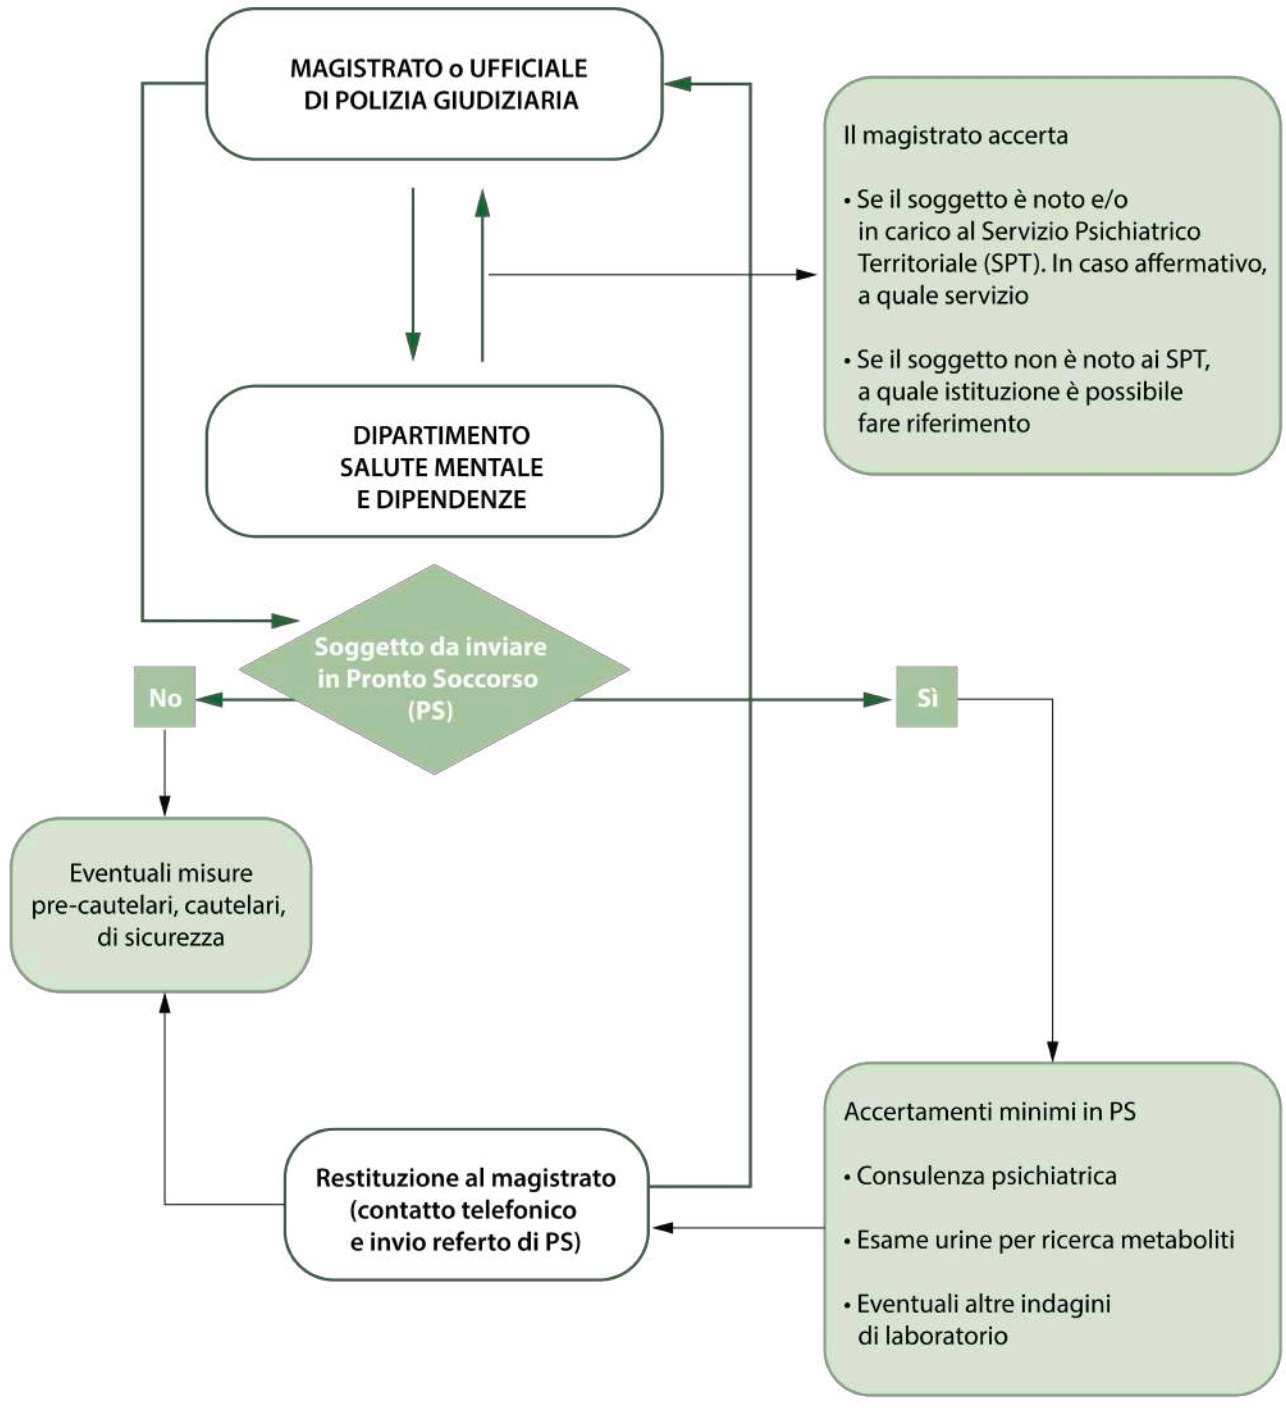 MAGISTRATO o UFFICIALE
DI POLIZIA GIUDIZIARIA
Il magistrato accerta
• Se il soggetto è noto e/o
in carico al Servizio Psichiatrico
Territoriale (SPT). In caso affermativo,
a quale servizio
• Se il soggetto non è noto ai SPT,
a quale istituzione è possibile
fare riferimento
DIPARTIMENTO
SALUTE MENTALE
E DIPENDENZE
Soggetto da inviare
in Pronto Soccorso
(PS)
No
Sì
Eventuali misure
pre-cautelari, cautelari,
di sicurezza
Accertamenti minimi in PS
• Consulenza psichiatrica
• Esame urine per ricerca metaboliti
• Eventuali altre indagini
di laboratorio
Restituzione al magistrato
(contatto telefonico
e invio referto di PS)